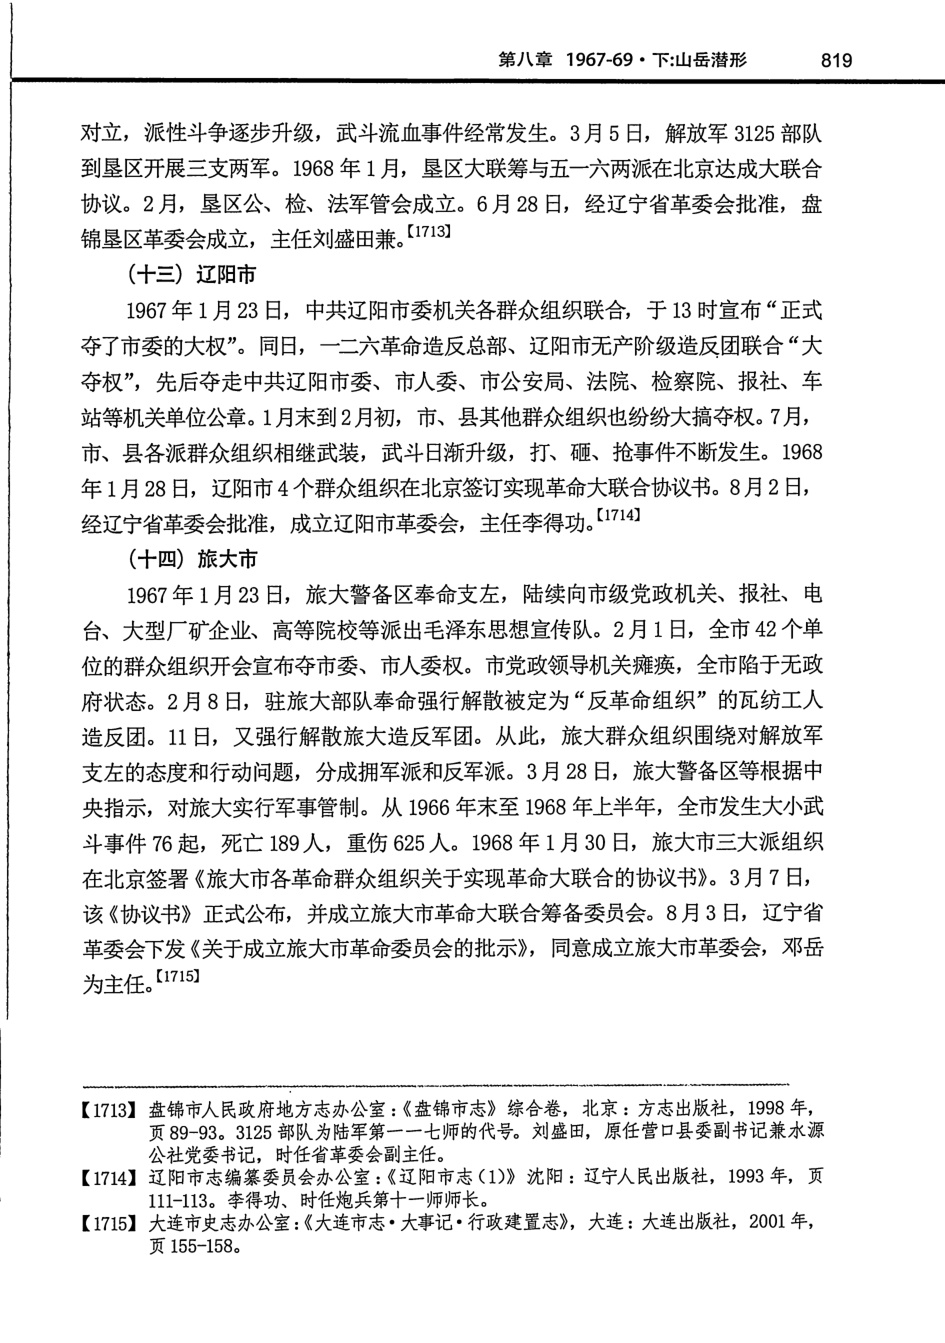 第八章 1967-69·下:山岳潜形 819
对立，派性斗争逐步升级，武斗流血事件经常发生。3月5日，解放军3125部队
到垦区开展三支两军。1968年1月，垦区大联筹与五一六两派在北京达成大联合
协议。2月，垦区公、检、法军管会成立。6月28日，经辽宁省革委会批准，盘
锦垦区革委会成立，主任刘盛田兼。【1713】
（十三）辽阳市
1967年1月23日，中共辽阳市委机关各群众组织联合，于13时宣布“正式
夺了市委的大权”。同日，一二六革命造反总部、辽阳市无产阶级造反团联合“大
夺权”，先后夺走中共辽阳市委、市人委、市公安局、法院、检察院、报社、车
站等机关单位公章。1月末到2月初，市、县其他群众组织也纷纷大搞夺权。7月，
市、县各派群众组织相继武装，武斗日渐升级，打、砸、抢事件不断发生。1968
年1月28日，辽阳市4个群众组织在北京签订实现革命大联合协议书。8月2日，
经辽宁省革委会批准，成立辽阳市革委会，主任李得功。【1714】
（十四）旅大市
1967年1月23日，旅大警备区奉命支左，陆续向市级党政机关、报社、电
台、大型厂矿企业、高等院校等派出毛泽东思想宣传队。2月1日，全市42个单
位的群众组织开会宣布夺市委、市人委权。市党政领导机关瘫痪，全市陷于无政
府状态。2月8日，驻旅大部队奉命强行解散被定为“反革命组织”的瓦纺工人
造反团。11日，又强行解散旅大造反军团。从此，旅大群众组织围绕对解放军
支左的态度和行动问题，分成拥军派和反军派。3月28日，旅大警备区等根据中
央指示，对旅大实行军事管制。从1966年末至1968年上半年，全市发生大小武
斗事件76起，死亡189人，重伤625人。1968年1月30日，旅大市三大派组织
在北京签署《旅大市各革命群众组织关于实现革命大联合的协议书》。3月7日，
该《协议书》正式公布，并成立旅大市革命大联合筹备委员会。8月3日，辽宁省
革委会下发《关于成立旅大市革命委员会的批示》，同意成立旅大市革委会，邓岳
为主任。【1715】
【1713】盘锦市人民政府地方志办公室：《盘锦市志》综合卷，北京：方志出版社，1998年，
页89-93。3125部队为陆军第一一七师的代号。刘盛田，原任营口县委副书记兼水源
公社党委书记，时任省革委会副主任。
【1714】辽阳市志编纂委员会办公室：《辽阳市志（1）》沈阳：辽宁人民出版社，1993年，页
111-113。李得功、时任炮兵第十一师师长。
【1715】大连市史志办公室：《大连市志·大事记·行政建置志》，大连：大连出版社，2001年，
页155-158。